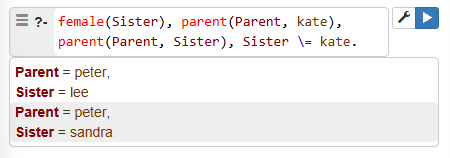 ?- female(Sister), parent(Parent, kate),
parent(Parent, Sister), Sister \= kate.
Parent = peter,
Sister = lee
Parent = peter,
Sister = sandra